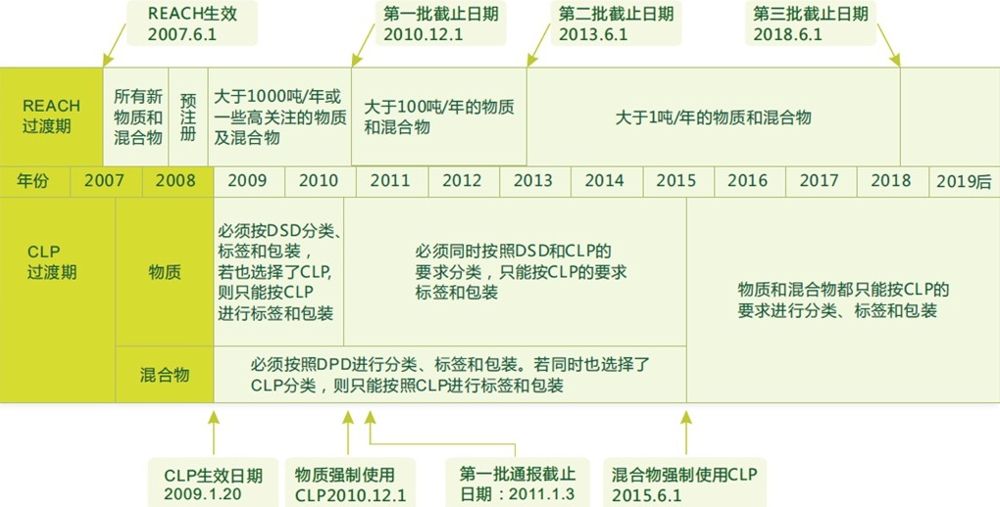 REACH生效
2007.6.1
第一批截止日期
2010.12.1
第二批截止日期
2013.6.1
第三批截止日期
2018.6.1
REACH
过渡期
所有新
物质和
混合物
预
注
册
大于1000吨/年或
一些高关注的物质
及混合物
大于100吨/年的物质
和混合物
大于1吨/年的物质和混合物
年份
2007
2008
2009
2010
2011
2012
2013
2014
2015
2016
2017
2018
2019后
CLP
过渡期
物质
必须按DSD分类、
标签和包装，
若也选择了CLP,
则只能按CLP
进行标签和包装
必须同时按照DSD和CLP的
要求分类，只能按CLP的要求
标签和包装
物质和混合物都只能按CLP的
要求进行分类、标签和包装
混合物
必须按照DPD进行分类、标签和包装。若同时也选择了
CLP分类，则只能按照CLP进行标签和包装
CLP生效日期
2009.1.20
物质强制使用
CLP2010.12.1
第一批通报截止
日期：2011.1.3
混合物强制使用CLP
2015.6.1